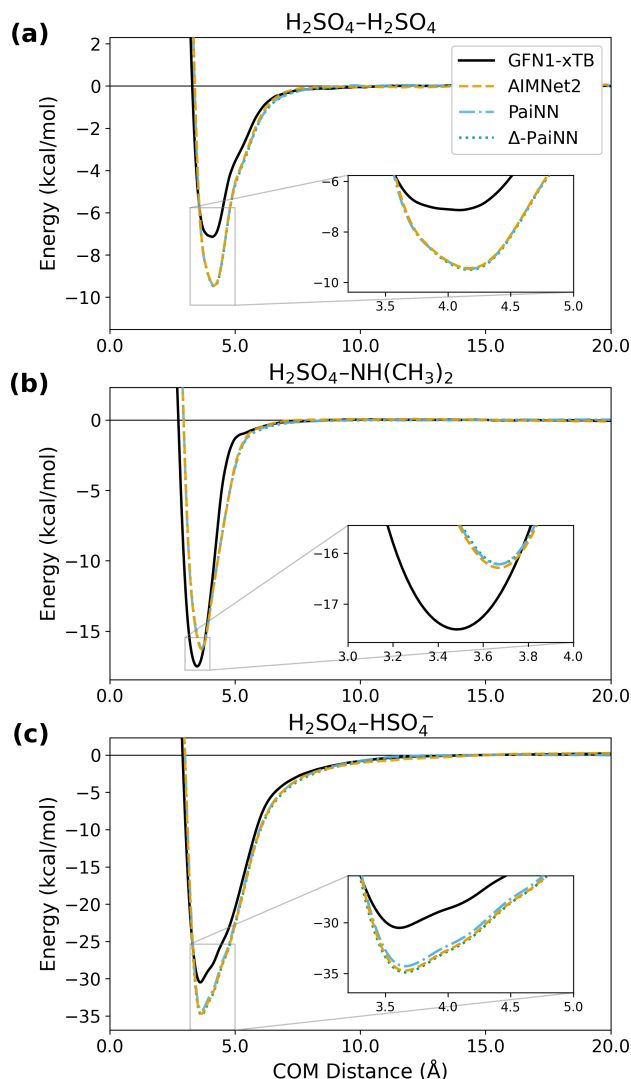 (a)
H₂SO₄–H₂SO₄
Energy (kcal/mol)
2
0
−2
−4
−6
−8
−10
GFN1-xTB
AIMNet2
PaiNN
Δ-PaiNN
−6
−8
−10
3.5 4.0 4.5 5.0
0.0 5.0 10.0 15.0 20.0
(b)
H₂SO₄–NH(CH₃)₂
Energy (kcal/mol)
0
−5
−10
−15
−16
−17
3.0 3.2 3.4 3.6 3.8 4.0
0.0 5.0 10.0 15.0 20.0
(c)
H₂SO₄–HSO₄⁻
Energy (kcal/mol)
0
−5
−10
−15
−20
−25
−30
−35
−30
−35
3.5 4.0 4.5 5.0
0.0 5.0 10.0 15.0 20.0
COM Distance (Å)